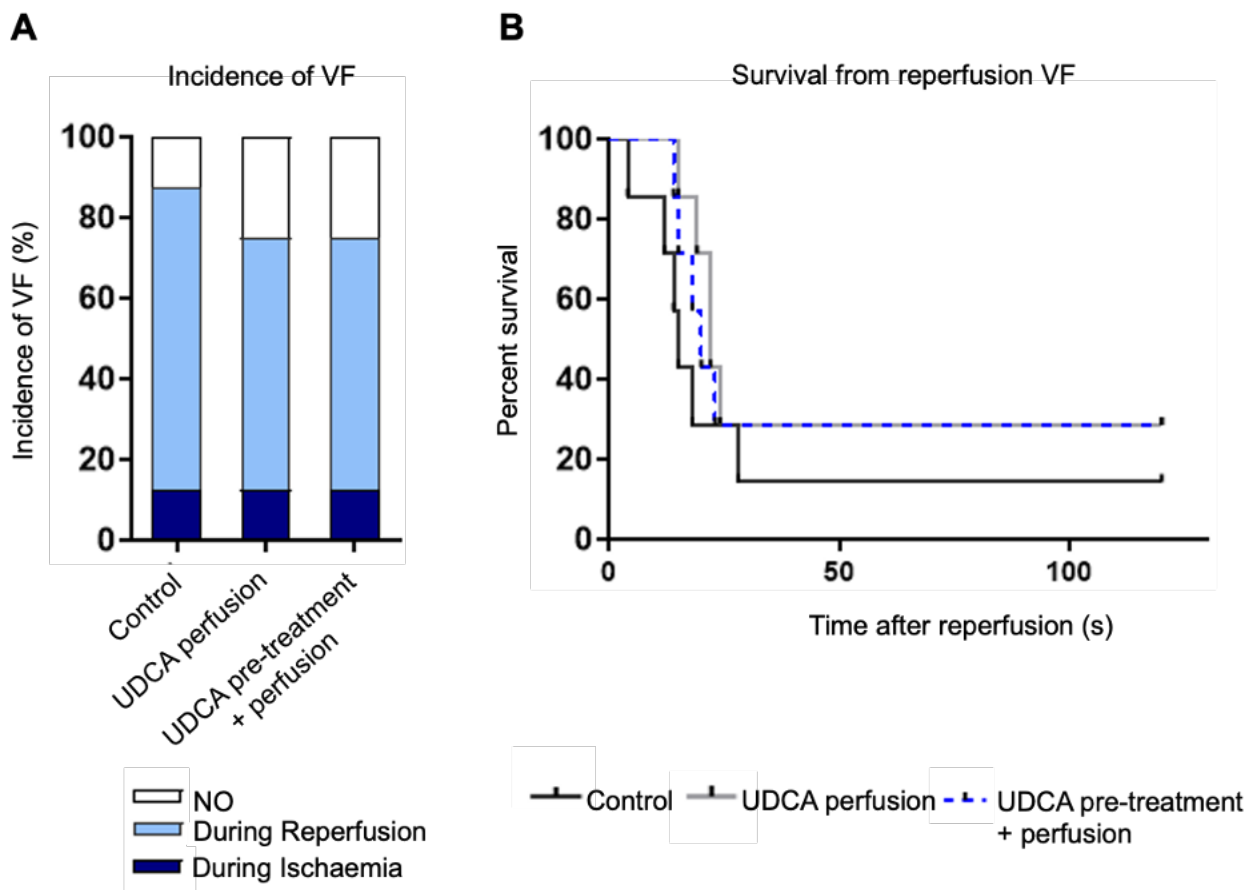 A
Incidence of VF
Incidence of VF (%)
100
80
60
40
20
0
Control
UDCA perfusion
UDCA pre-treatment
+ perfusion
NO
During Reperfusion
During Ischaemia
B
Survival from reperfusion VF
Percent survival
100
80
60
40
20
0
0 50 100
Time after reperfusion (s)
Control UDCA perfusion UDCA pre-treatment
+ perfusion